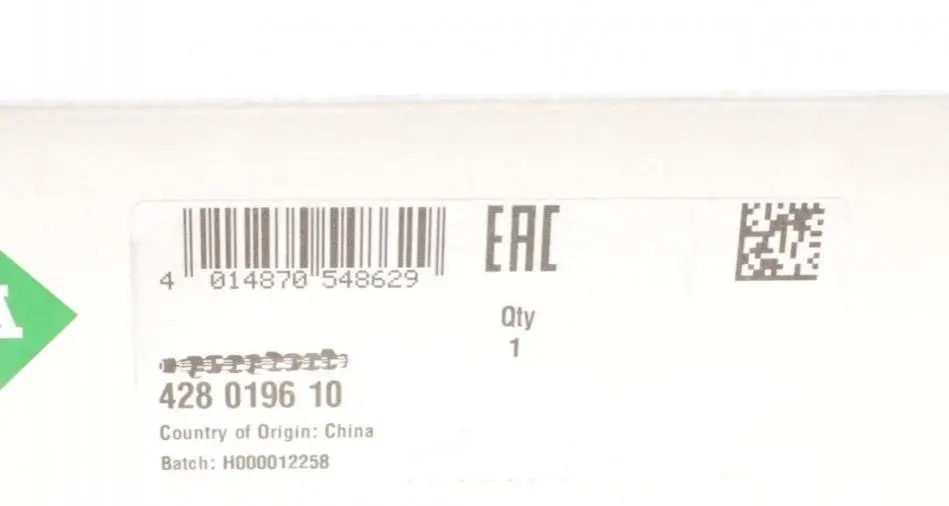 4 014870 548629
EAC
Qty
1
428 0196 10
Country of Origin: China
Batch: H000012258
A